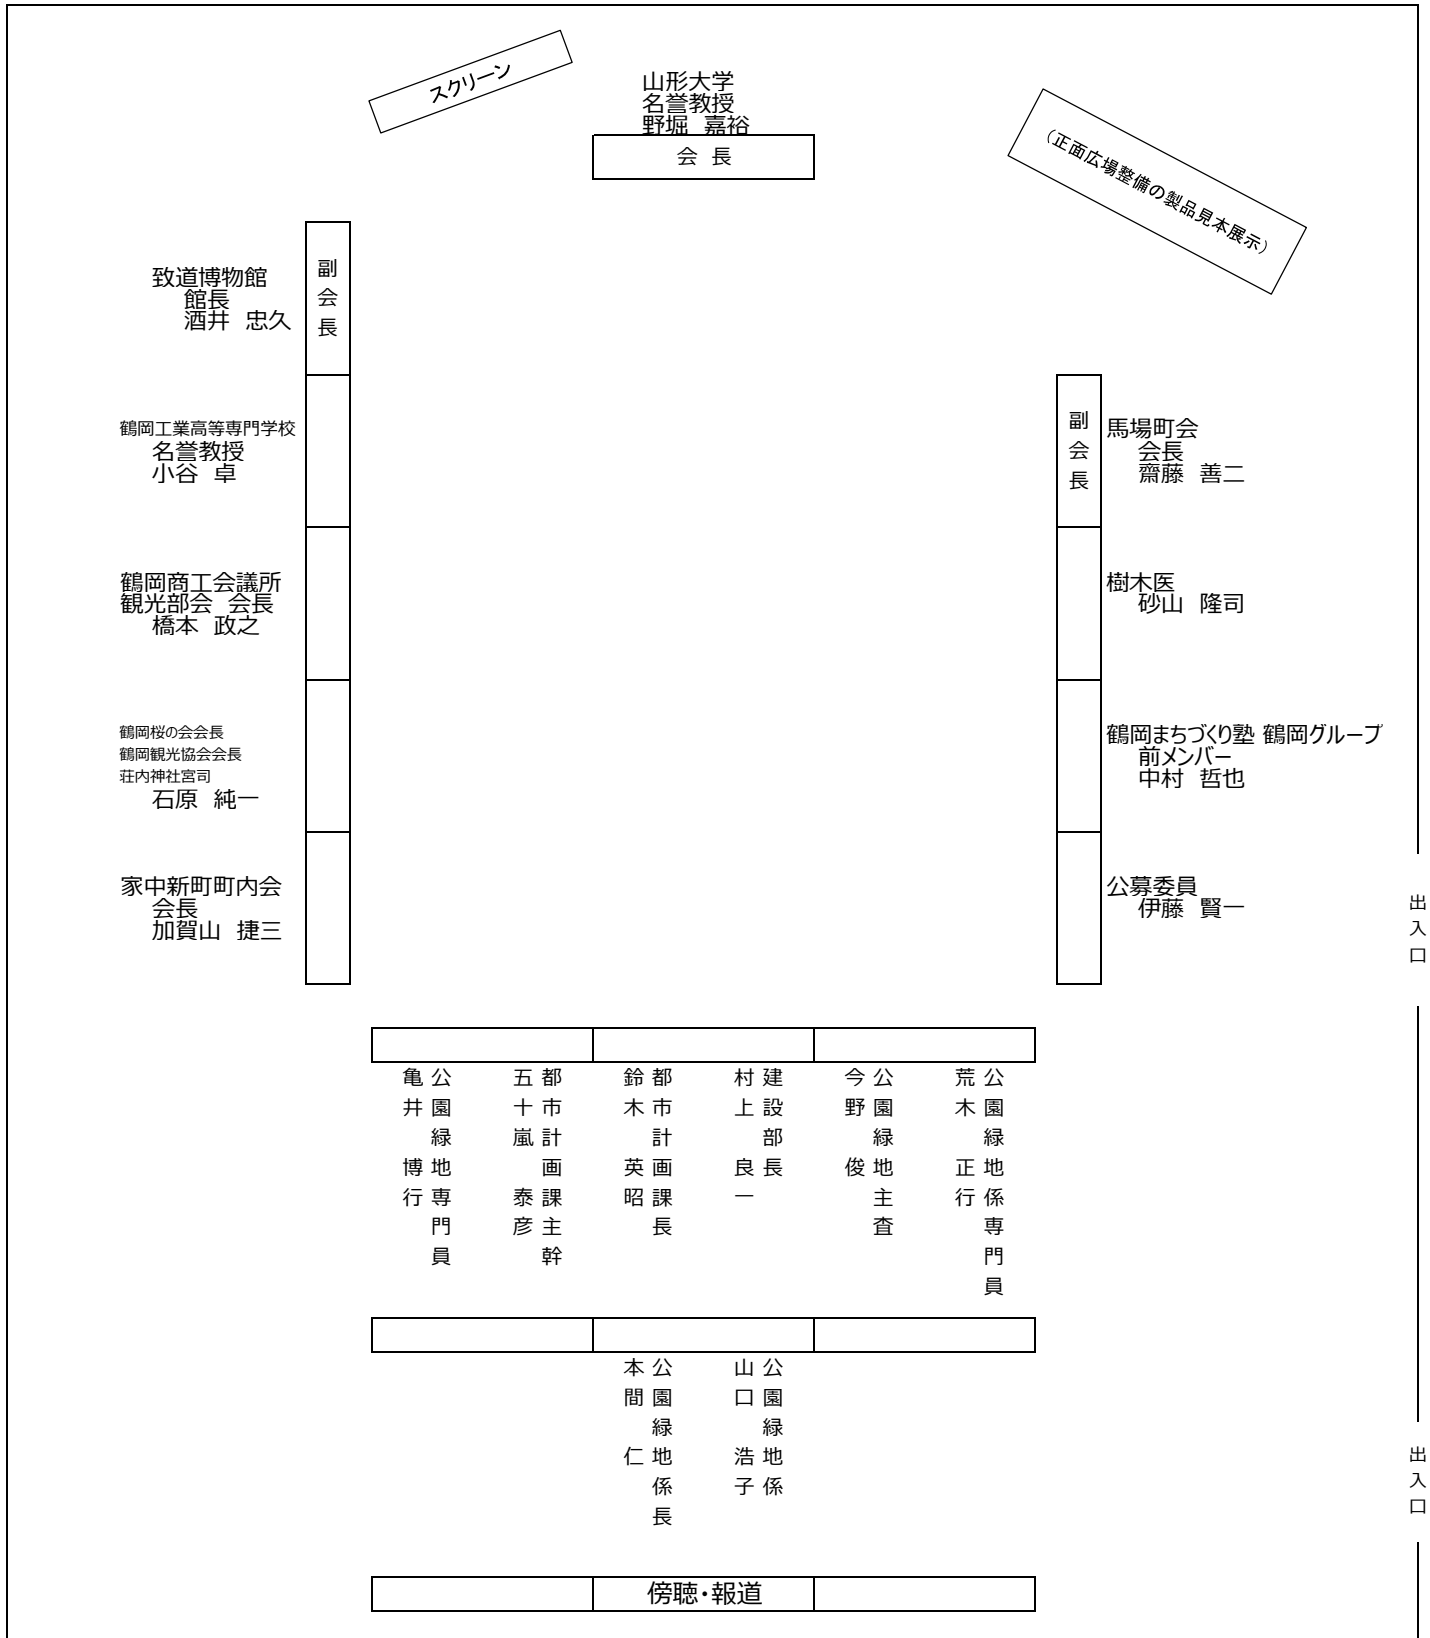 スクリーン
山形大学
名誉教授
野堀 嘉裕
会 長
（正面広場整備の製品見本展示）
致道博物館
館長
酒井 忠久
副会長
鶴岡工業高等専門学校
名誉教授
小谷 卓
鶴岡商工会議所
観光部会 会長
橋本 政之
鶴岡桜の会会長
鶴岡観光協会会長
荘内神社宮司
石原 純一
家中新町町内会
会長
加賀山 捷三
副会長
馬場町会
会長
齋藤 善二
樹木医
砂山 隆司
鶴岡まちづくり塾 鶴岡グループ
前メンバー
中村 哲也
公募委員
伊藤 賢一
出入口
公園緑地専門員
亀井 博行
都市計画課主幹
五十嵐 泰彦
都市計画課長
鈴木 英昭
建設部長
村上 良一
公園緑地主査
今野 俊
公園緑地係専門員
荒木 正行
公園緑地係長
本間 仁
公園緑地係
山口 浩子
出入口
傍聴・報道